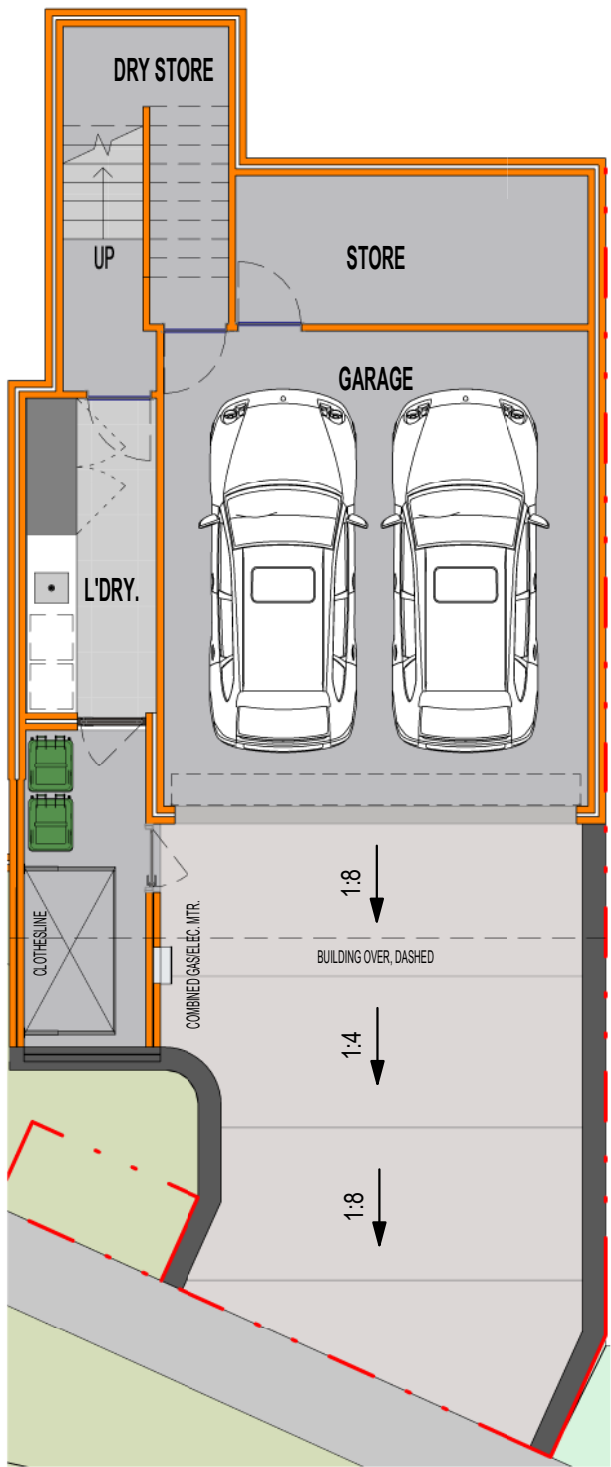 DRY STORE
UP
STORE
GARAGE
L'DRY.
CLOTHESLINE
COMBINED GAS/ELEC. MTR.
1:8
BUILDING OVER, DASHED
1:4
1:8